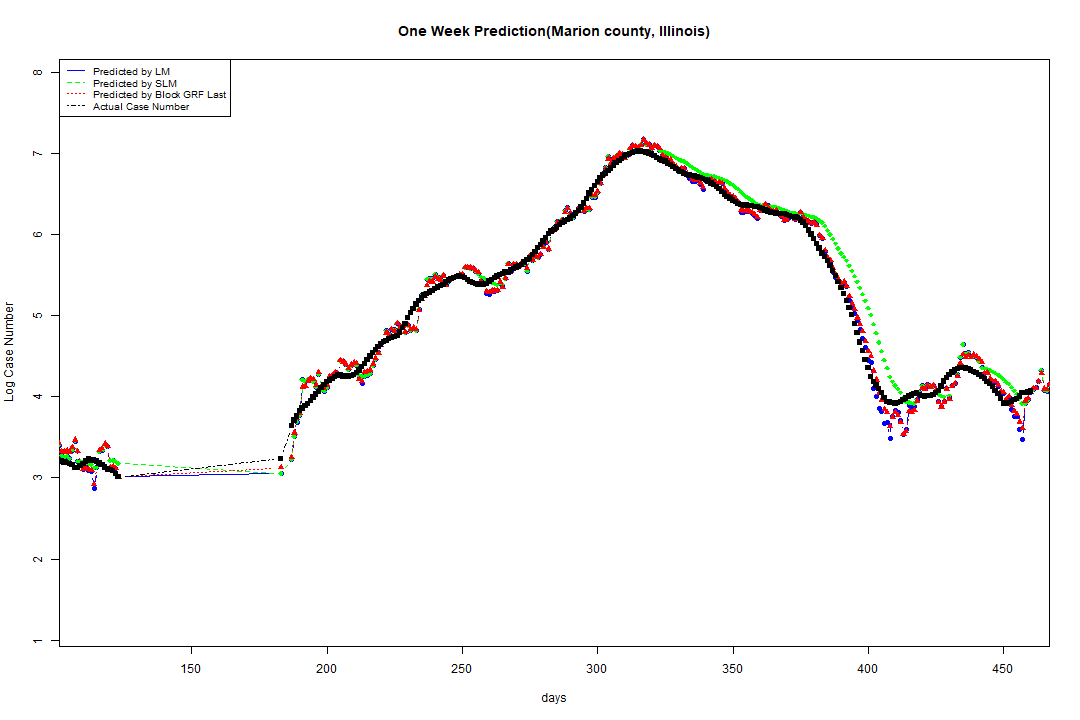 One Week Prediction(Marion county, Illinois)
Predicted by LM
Predicted by SLM
Predicted by Block GRF Last
Actual Case Number
8
7
6
5
4
3
2
1
Log Case Number
150 200 250 300 350 400 450
days